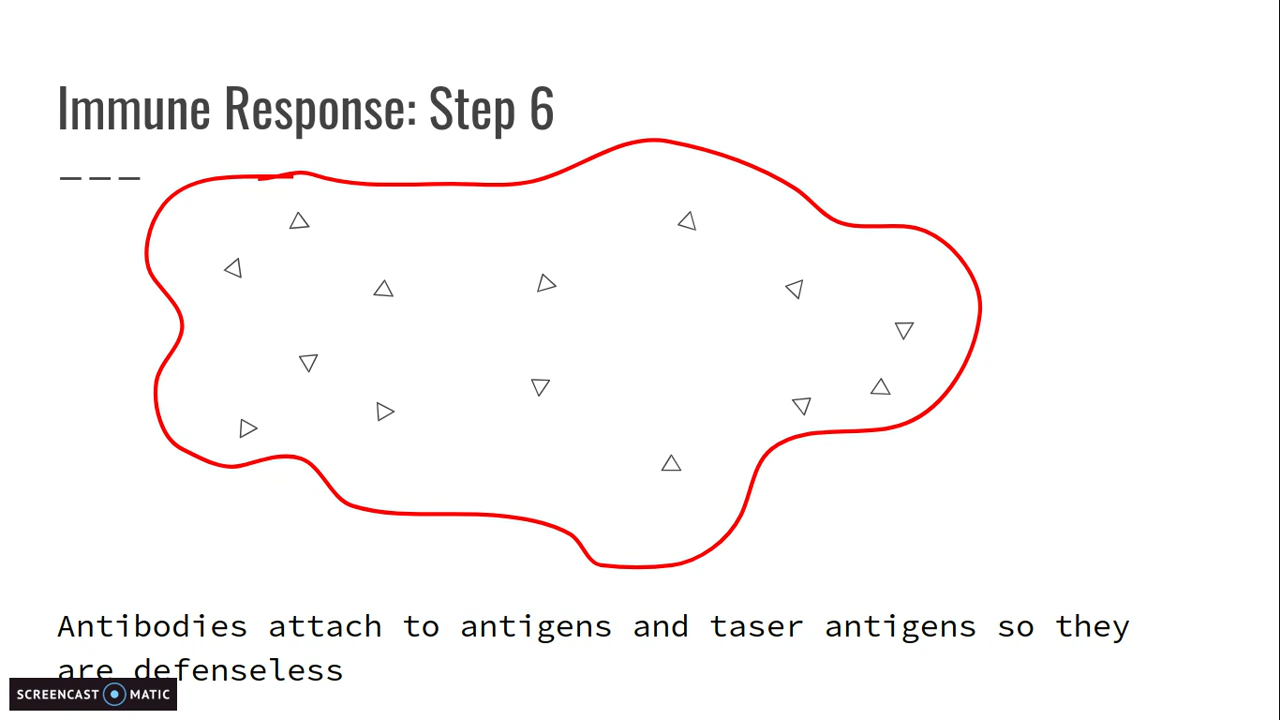 Immune Response: Step 6
Antibodies attach to antigens and taser antigens so they
are defenseless
SCREENCAST MATIC